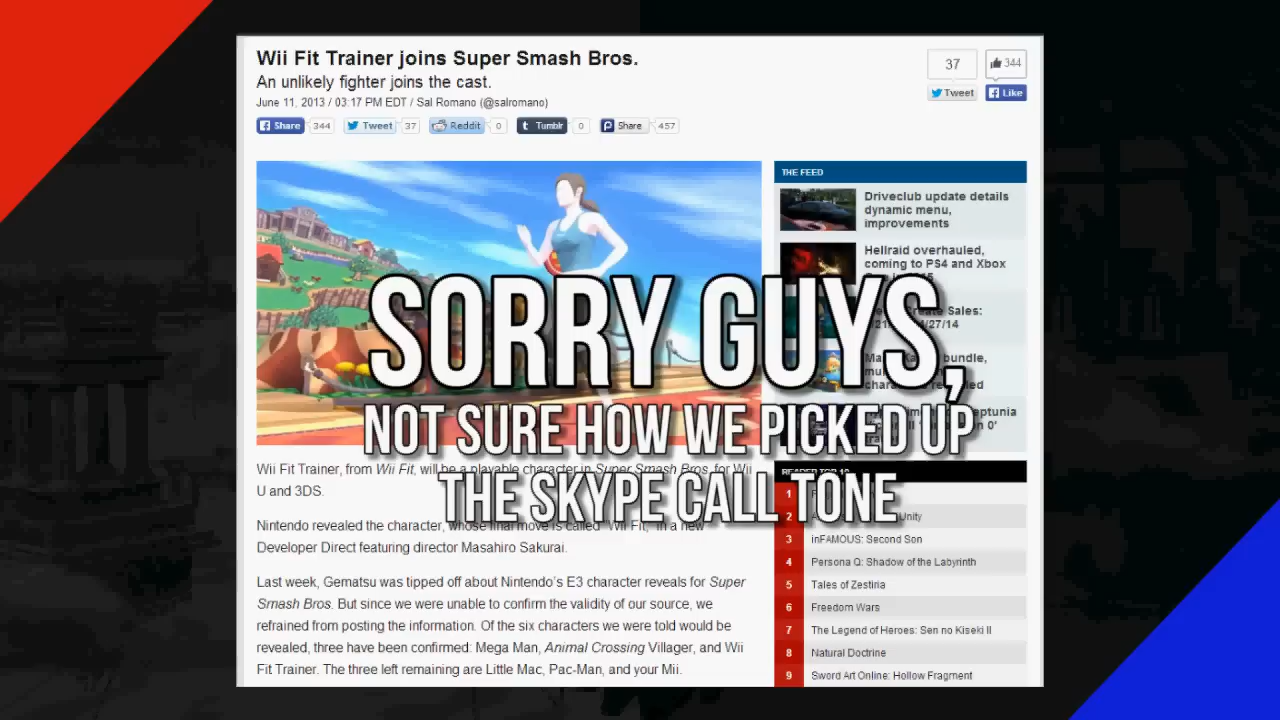 Wii Fit Trainer joins Super Smash Bros.
An unlikely fighter joins the cast.
June 11, 2013 / 03:17 PM EDT / Sal Romano (@salromano)
Share 344 Tweet 37 Reddit 0 Tumblr 0 Share 457
37 344
Tweet Like
THE FEED
Driveclub update details
dynamic menu,
improvements
Hellraid overhauled,
coming to PS4 and Xbox
Sales:
4/27/14
bundle,
SORRY GUYS,
NOT SURE HOW WE PICKED UP
THE SKYPE CALL TONE
Wii Fit Trainer, from Wii Fit, will be a playable character in Super Smash Bros. for Wii
U and 3DS.
Nintendo revealed the character, whose final move is called "Wii Fit," in a new
Developer Direct featuring director Masahiro Sakurai.
Last week, Gematsu was tipped off about Nintendo's E3 character reveals for Super
Smash Bros. But since we were unable to confirm the validity of our source, we
refrained from posting the information. Of the six characters we were told would be
revealed, three have been confirmed: Mega Man, Animal Crossing Villager, and Wii
Fit Trainer. The three left remaining are Little Mac, Pac-Man, and your Mii.
READER TOP 10
1
2 Unity
3 inFAMOUS: Second Son
4 Persona Q: Shadow of the Labyrinth
5 Tales of Zestiria
6 Freedom Wars
7 The Legend of Heroes: Sen no Kiseki II
8 Natural Doctrine
9 Sword Art Online: Hollow Fragment